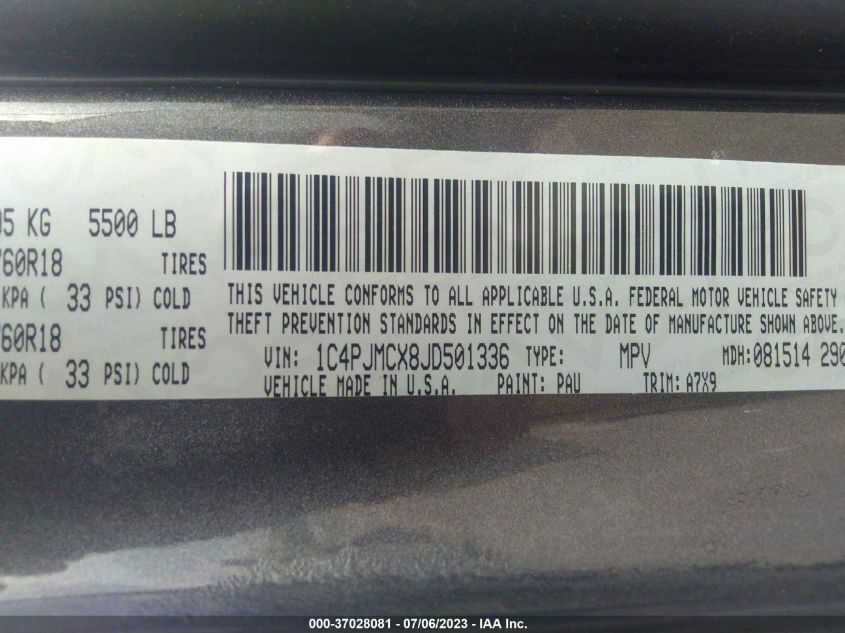 05 KG 5500 LB
/60R18 TIRES
KPA ( 33 PSI) COLD
/60R18 TIRES
KPA ( 33 PSI) COLD
THIS VEHICLE CONFORMS TO ALL APPLICABLE U.S.A. FEDERAL MOTOR VEHICLE SAFETY
THEFT PREVENTION STANDARDS IN EFFECT ON THE DATE OF MANUFACTURE SHOWN ABOVE.
VIN: 1C4PJMCX8JD501336 TYPE: MPV MDH:081514 290
VEHICLE MADE IN U.S.A. PAINT: PAU TRIM: A7X9
000-37028081 - 07/06/2023 - IAA Inc.